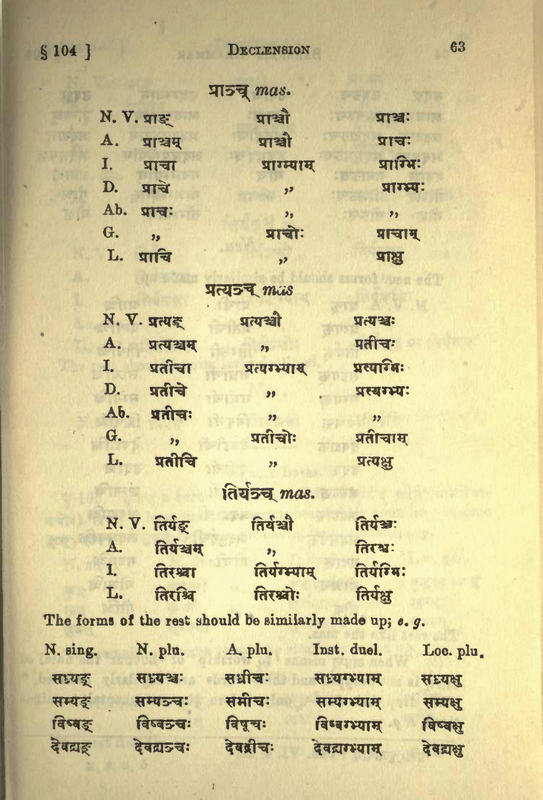 § 104 ] DECLENSION 63
प्राञ्च् mas.
N. V. प्राङ् प्राञ्चौ प्राञ्चः
A. प्राञ्चम् प्राञ्चौ प्राचः
I. प्राचा प्राग्भ्याम् प्राग्भिः
D. प्राचे ,, प्राग्भ्यः
Ab. प्राचः ,, ,,
G. ,, प्राचोः प्राचाम्
L. प्राचि ,, प्राक्षु
प्रत्यञ्च् mas
N. V. प्रत्यङ् प्रत्यञ्चौ प्रत्यञ्चः
A. प्रत्यञ्चम् ,, प्रतीचः
I. प्रतीचा प्रत्यग्भ्याम् प्रत्यग्भिः
D. प्रतीचे ,, प्रत्यग्भ्यः
Ab. प्रतीचः ,, ,,
G. ,, प्रतीचोः प्रतीचाम्
L. प्रतीचि ,, प्रत्यक्षु
तिर्यञ्च् mas.
N. V. तिर्यङ् तिर्यञ्चौ तिर्यञ्चः
A. तिर्यञ्चम् ,, तिरश्चः
I. तिरश्चा तिर्यग्भ्याम् तिर्यग्भिः
L. तिरश्चि तिरश्चोः तिर्यक्षु
The forms of the rest should be similarly made up; e. g.
N. sing. N. plu. A. plu. Inst. duel. Loc. plu.
सध्र्यङ् सध्र्यञ्चः सध्रीचः सध्र्यग्भ्याम् सध्र्यक्षु
सम्यङ् सम्यञ्चः समीचः सम्यग्भ्याम् सम्यक्षु
विष्वङ् विष्वञ्चः विषूचः विष्वग्भ्याम् विष्वक्षु
देवद्र्यङ् देवद्र्यञ्चः देवद्रीचः देवद्र्यग्भ्याम् देवद्र्यक्षु